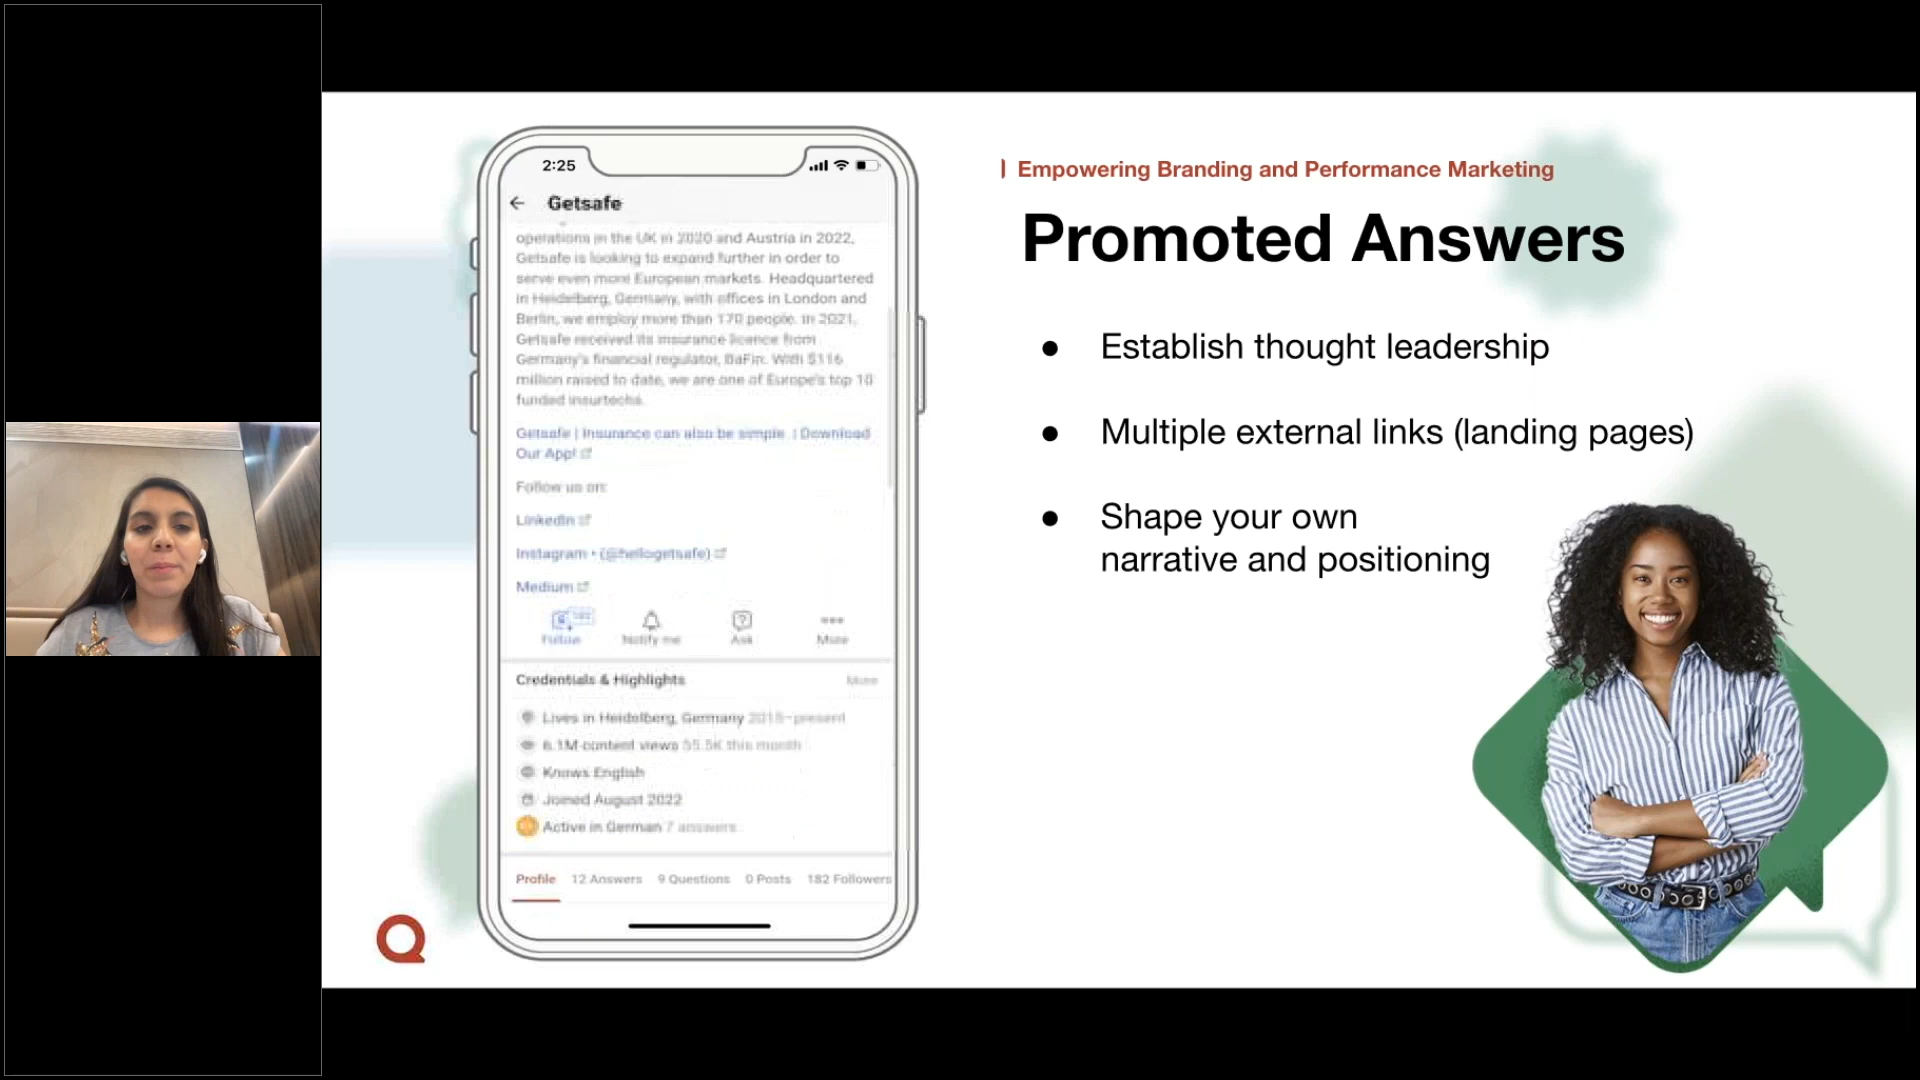 2:25
Getsafe
operations in the UK in 2020 and Austria in 2022,
Getsafe is looking to expand further in order to
serve even more European markets. Headquartered
in Heidelberg, Germany, with offices in London and
Berlin, we employ more than 170 people. In 2021,
Getsafe received its insurance licence from
Germany's financial regulator, BaFin. With $116
million raised to date, we are one of Europe's top 10
funded insurtechs.
Getsafe | Insurance can also be simple. | Download
Our App!
Follow us on:
LinkedIn
Instagram • (@hellogetsafe)
Medium
Follow Notify me Ask More
Credentials & Highlights More
Lives in Heidelberg, Germany 2015–present
6.1M content views 55.5K this month
Knows English
Joined August 2022
Active in German 7 answers
Profile 12 Answers 9 Questions 0 Posts 182 Followers
Q
Empowering Branding and Performance Marketing
Promoted Answers
● Establish thought leadership
● Multiple external links (landing pages)
● Shape your own
narrative and positioning